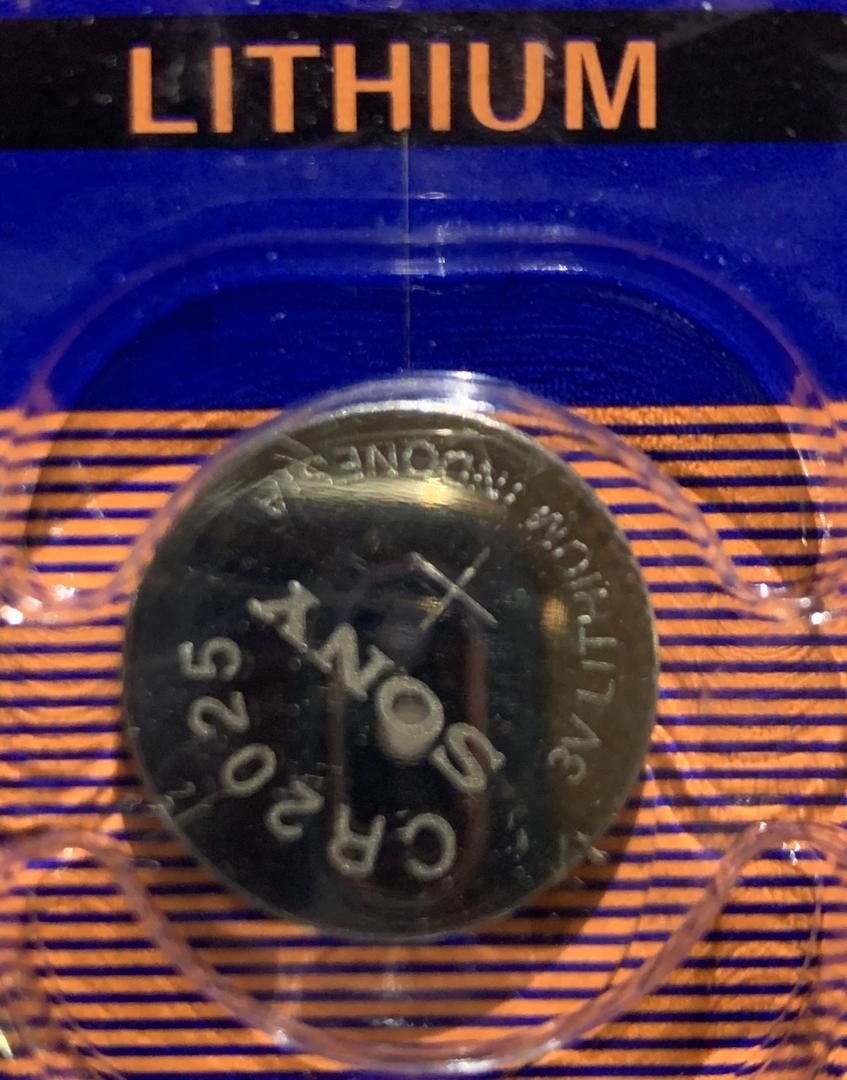 LITHIUM
+
SONY
CR2025
3V LITHIUM INDONESIA